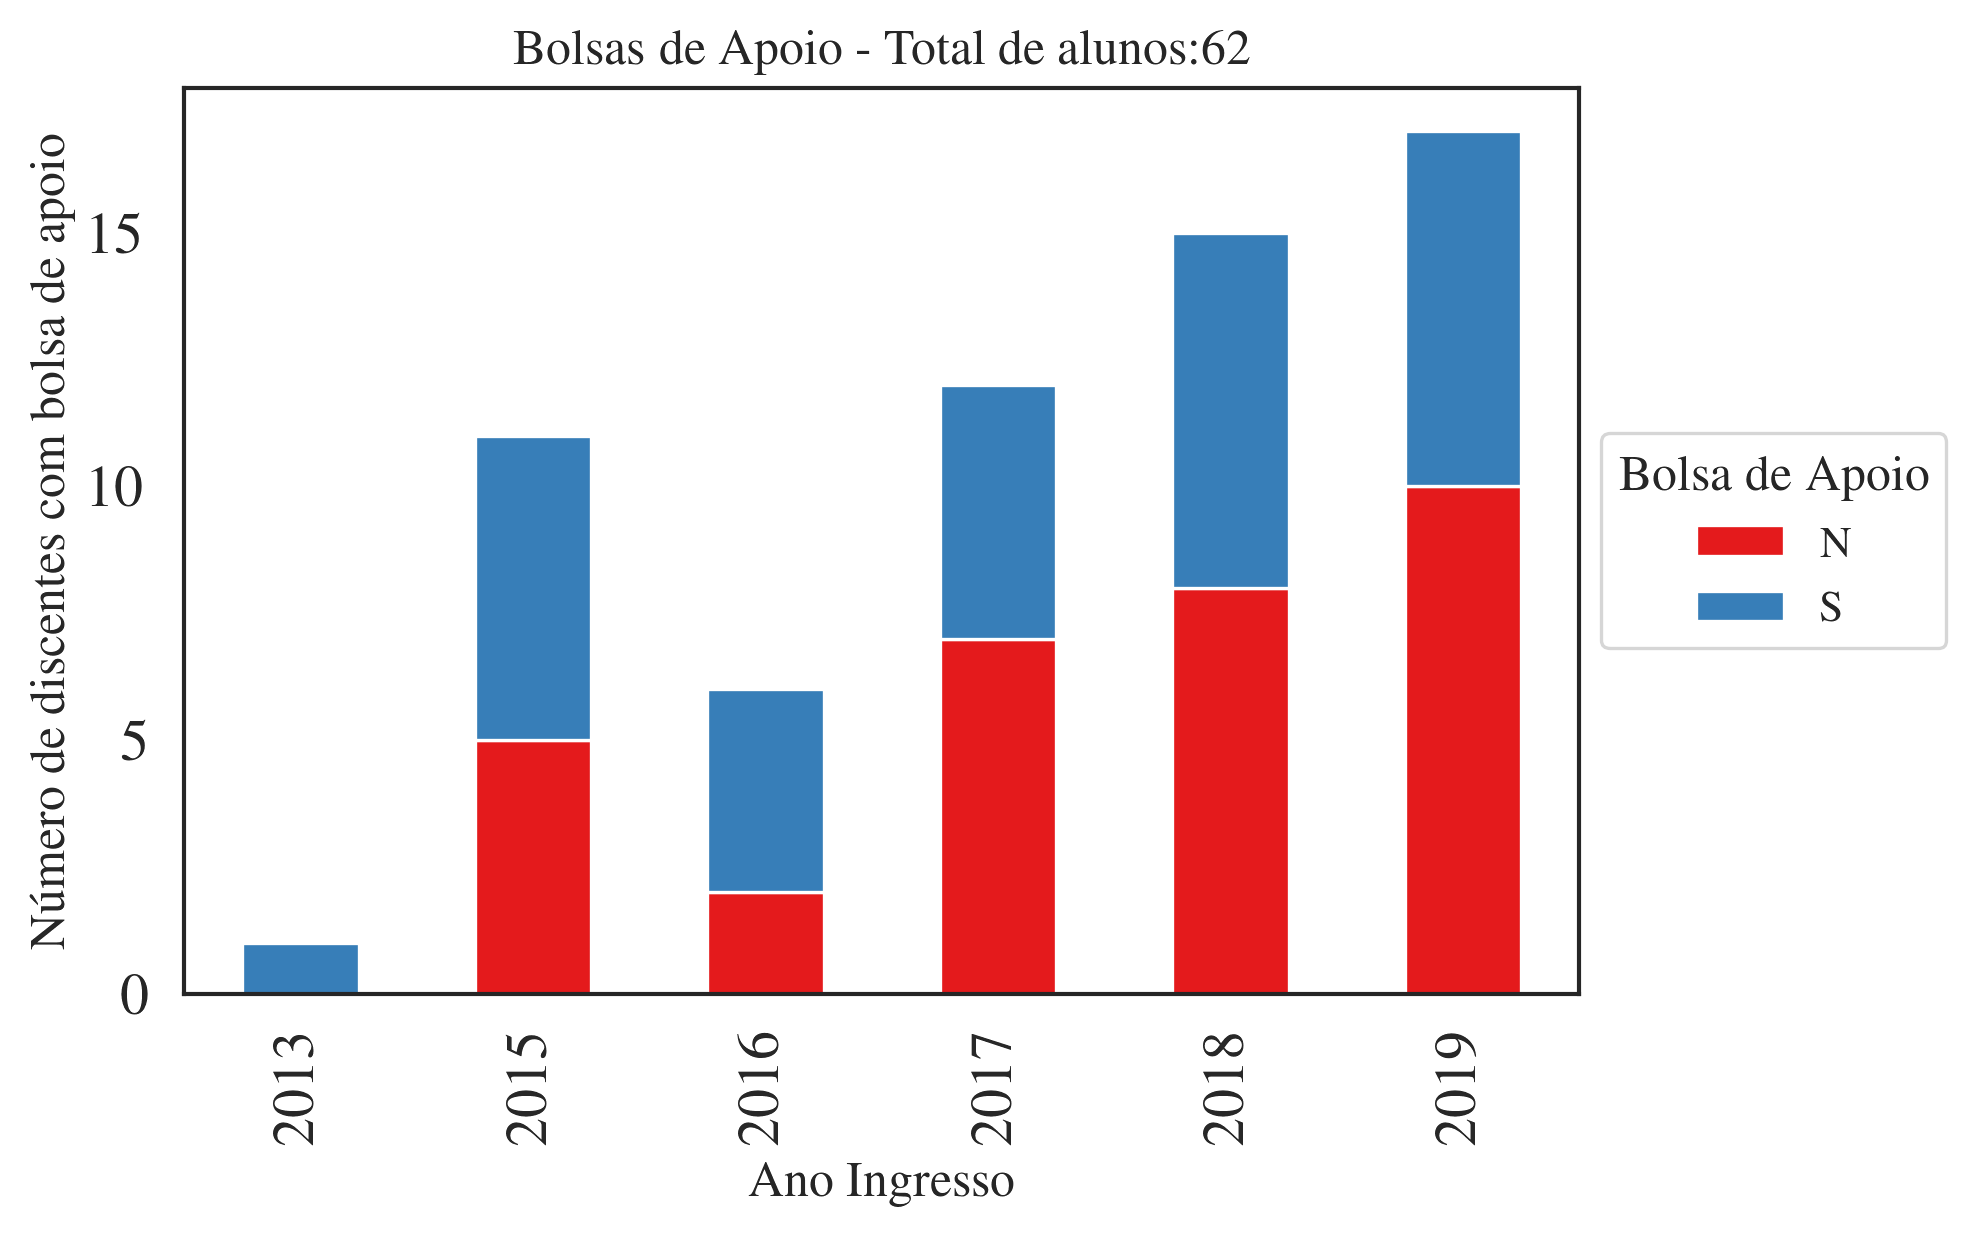 Bolsas de Apoio - Total de alunos:62
Número de discentes com bolsa de apoio
15
10
5
0
2013
2015
2016
2017
2018
2019
Ano Ingresso
Bolsa de Apoio
N
S